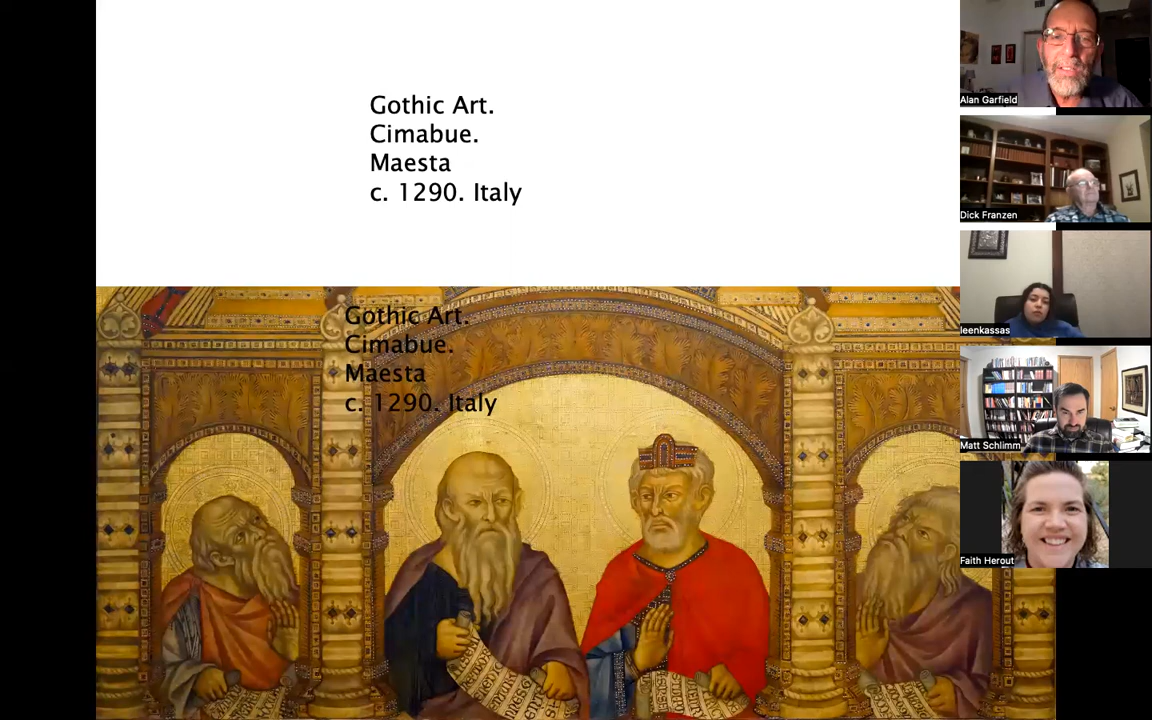 Gothic Art.
Cimabue.
Maesta
c. 1290. Italy
Gothic Art.
Cimabue.
Maesta
c. 1290. Italy
Alan Garfield
Dick Franzen
leenkassas
Matt Schlimm
Faith Herout